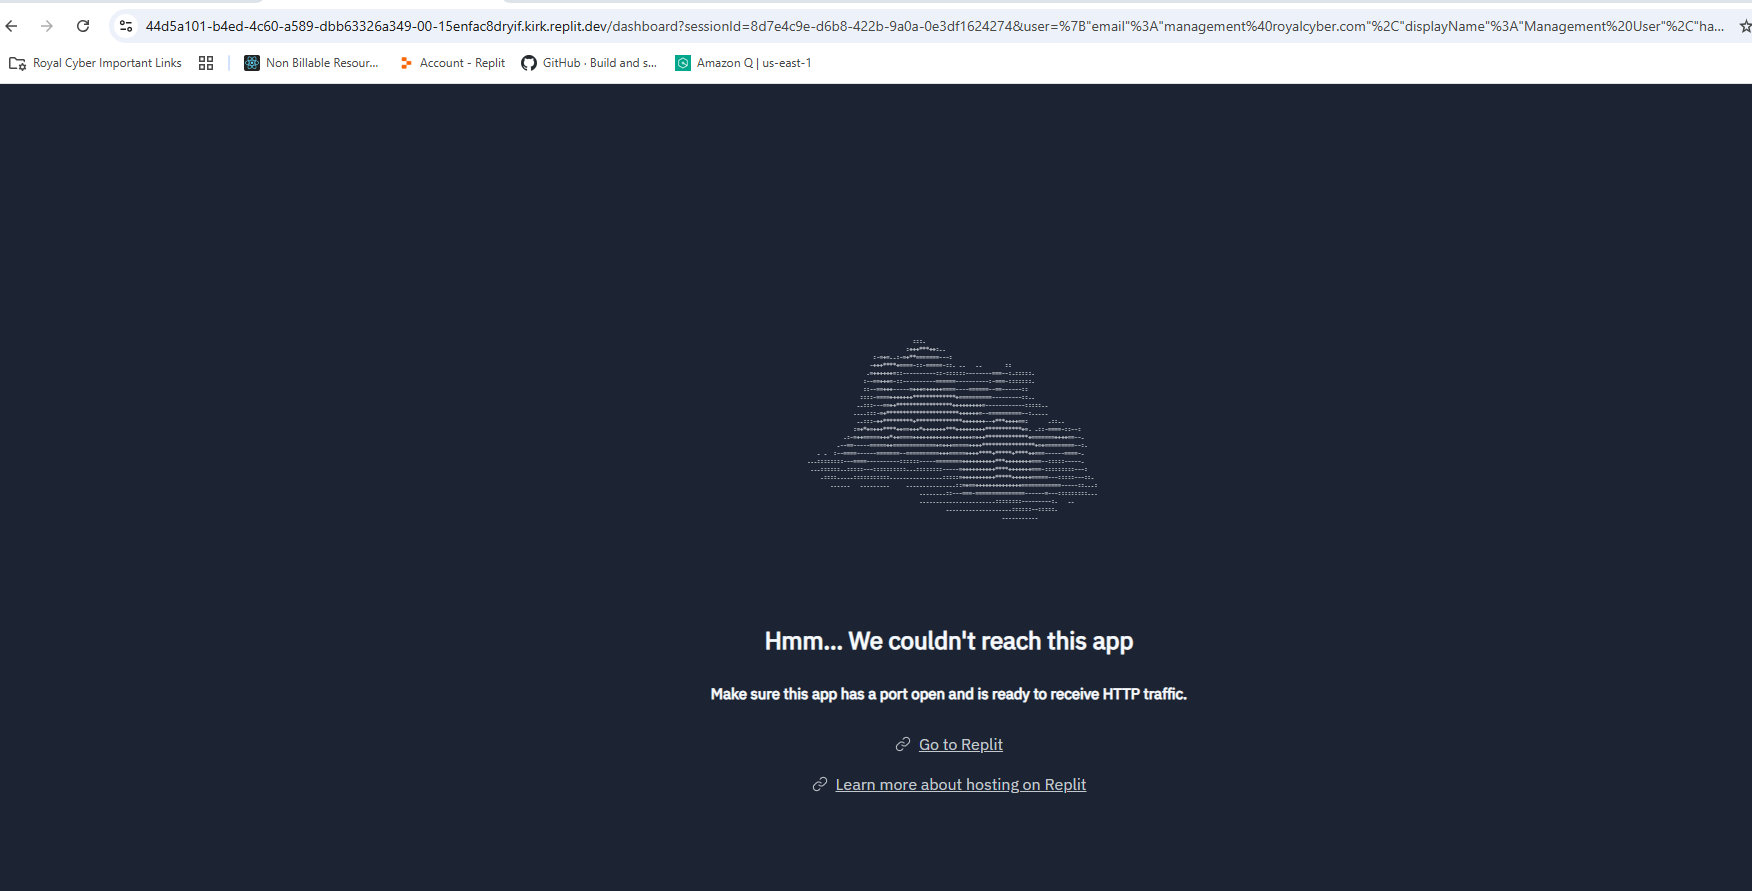 44d5a101-b4ed-4c60-a589-dbb63326a349-00-15enfac8dryif.kirk.replit.dev/dashboard?sessionId=8d7e4c9e-d6b8-422b-9a0a-0e3df1624274&user=%7B"email"%3A"management%40royalcyber.com"%2C"displayName"%3A"Management%20User"%2C"ha...
Royal Cyber Important Links Non Billable Resour... Account - Replit GitHub · Build and s... Amazon Q | us-east-1
Hmm... We couldn't reach this app
Make sure this app has a port open and is ready to receive HTTP traffic.
Go to Replit
Learn more about hosting on Replit